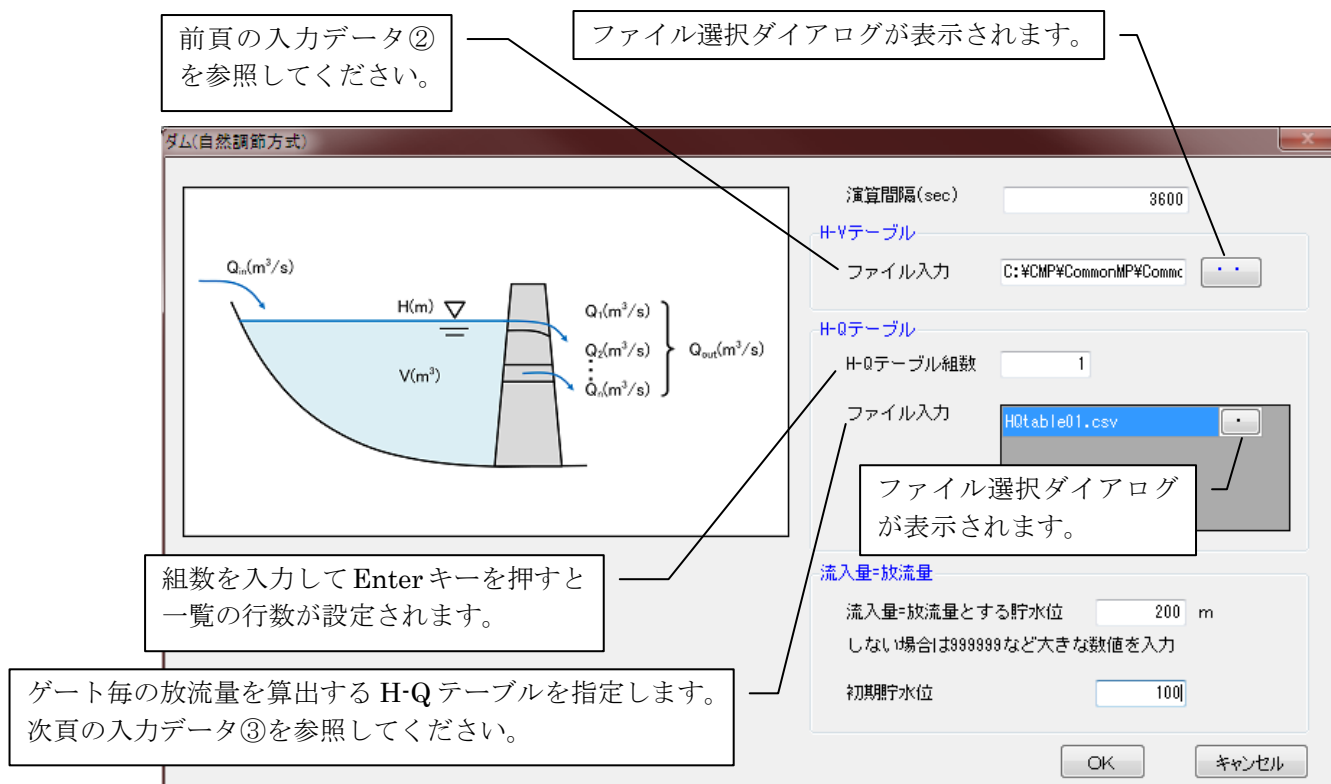 前頁の入力データ②
を参照してください。
ファイル選択ダイアログが表示されます。
ダム(自然調節方式)
Qin(m³/s)
H(m)
V(m³)
Q₁(m³/s)
Q₂(m³/s)
Qn(m³/s)
Qout(m³/s)
演算間隔(sec)
3600
H-Vテーブル
ファイル入力
C:¥CMP¥CommonMP¥Commc
H-Qテーブル
H-Qテーブル組数
1
ファイル入力
HQtable01.csv
ファイル選択ダイアログ
が表示されます。
組数を入力して Enter キーを押すと
一覧の行数が設定されます。
流入量=放流量
流入量=放流量とする貯水位
200 m
しない場合は999999など大きな数値を入力
初期貯水位
100
ゲート毎の放流量を算出する H-Q テーブルを指定します。
次頁の入力データ③を参照してください。
OK
キャンセル